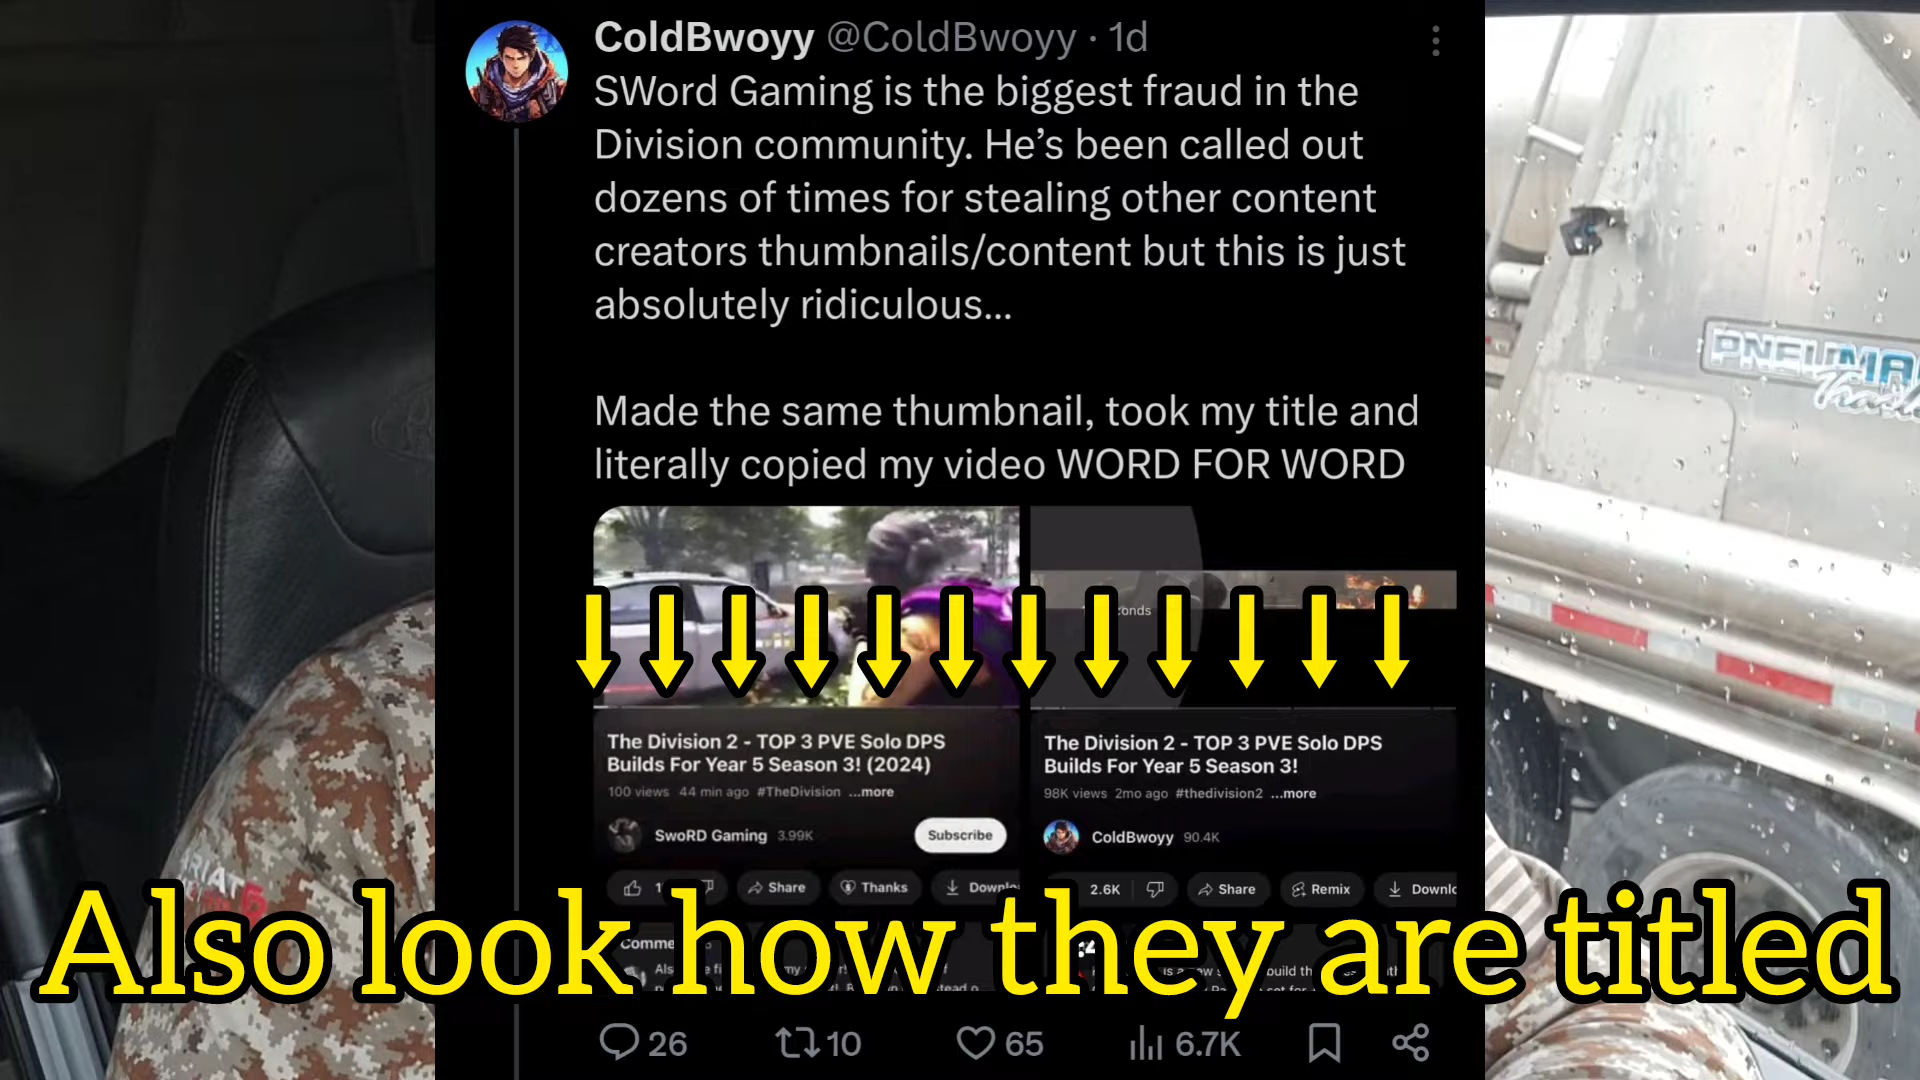 ColdBwoyy @ColdBwoyy · 1d
SWord Gaming is the biggest fraud in the
Division community. He’s been called out
dozens of times for stealing other content
creators thumbnails/content but this is just
absolutely ridiculous...
Made the same thumbnail, took my title and
literally copied my video WORD FOR WORD
The Division 2 - TOP 3 PVE Solo DPS
Builds For Year 5 Season 3! (2024)
100 views 44 min ago #TheDivision ...more
SwoRD Gaming 3.99K
Subscribe
Share
Thanks
The Division 2 - TOP 3 PVE Solo DPS
Builds For Year 5 Season 3!
98K views 2mo ago #thedivision2 ...more
ColdBwoyy 90.4K
2.6K
Share
Remix
Also look how they are titled
26
10
65
6.7K